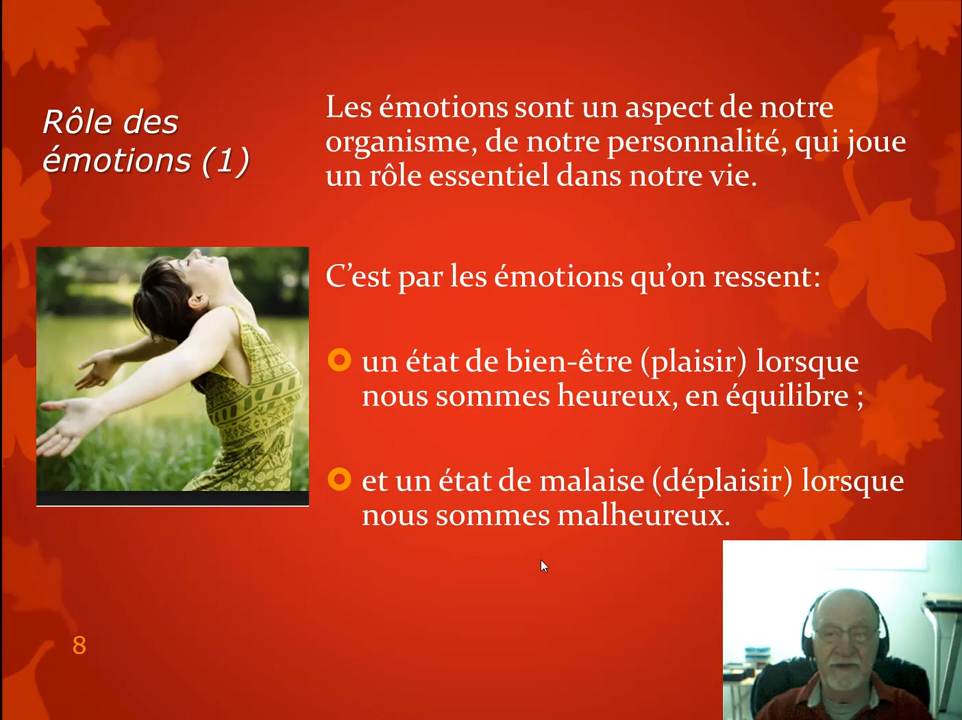 Rôle des
émotions (1)
Les émotions sont un aspect de notre
organisme, de notre personnalité, qui joue
un rôle essentiel dans notre vie.
C’est par les émotions qu’on ressent:
un état de bien-être (plaisir) lorsque
nous sommes heureux, en équilibre ;
et un état de malaise (déplaisir) lorsque
nous sommes malheureux.
8